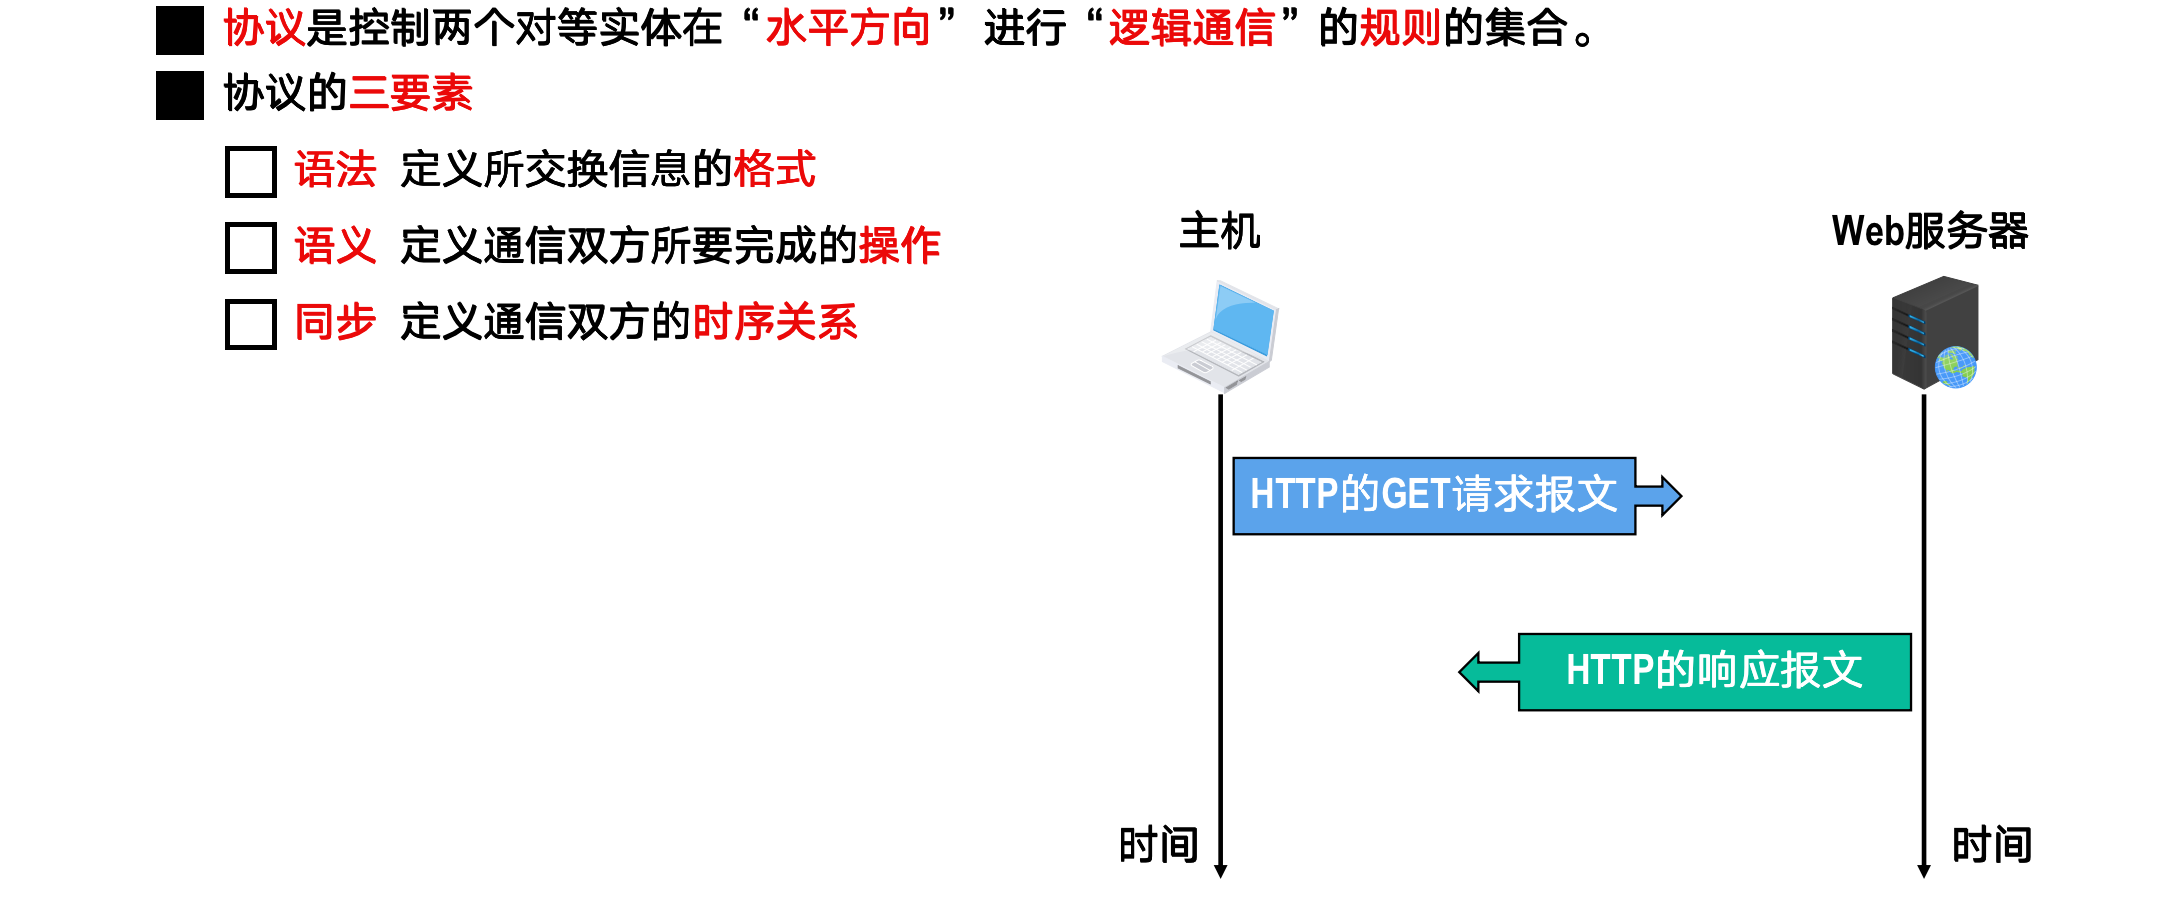 协议是控制两个对等实体在“水平方向” 进行“逻辑通信”的规则的集合。
协议的三要素
语法 定义所交换信息的格式
语义 定义通信双方所要完成的操作
同步 定义通信双方的时序关系
主机
Web服务器
HTTP的GET请求报文
HTTP的响应报文
时间
时间